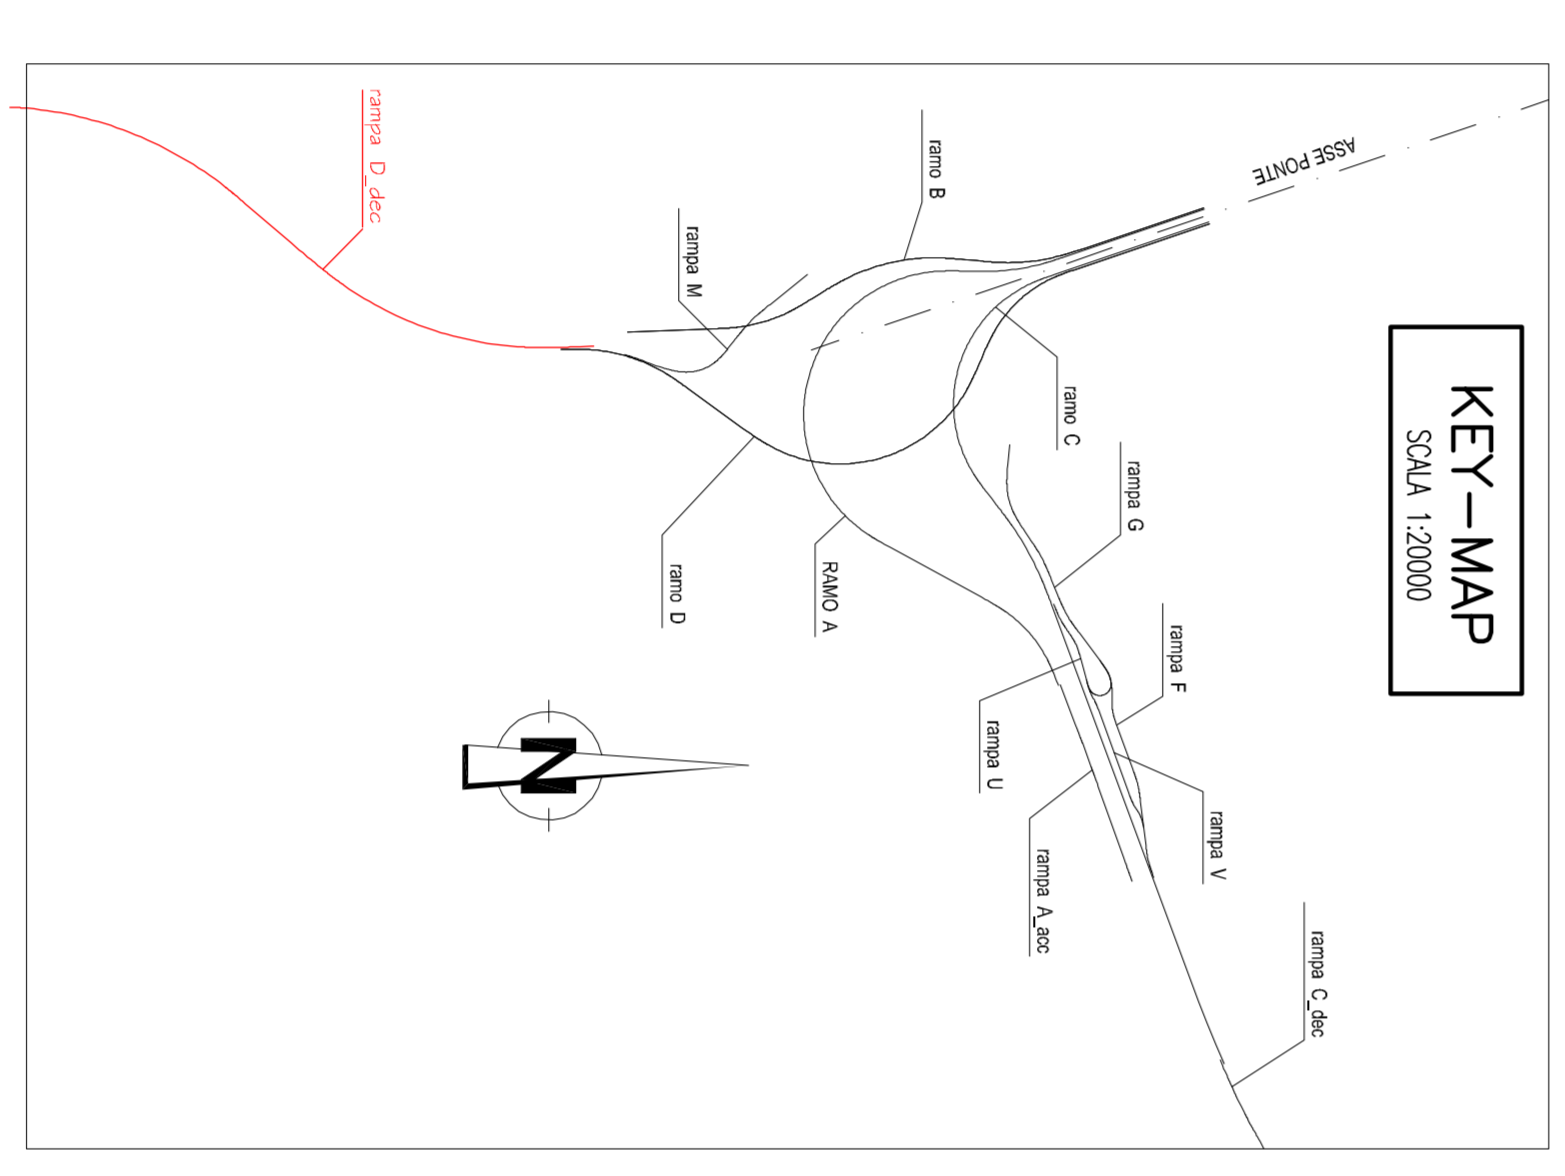 KEY-MAP
SCALA 1:20000
ASSE PONTE
ramo B
rampa M
rampa D_dec
ramo C
rampa G
rampa F
RAMO A
ramo D
rampa U
rampa V
rampa A_acc
rampa C_dec
N